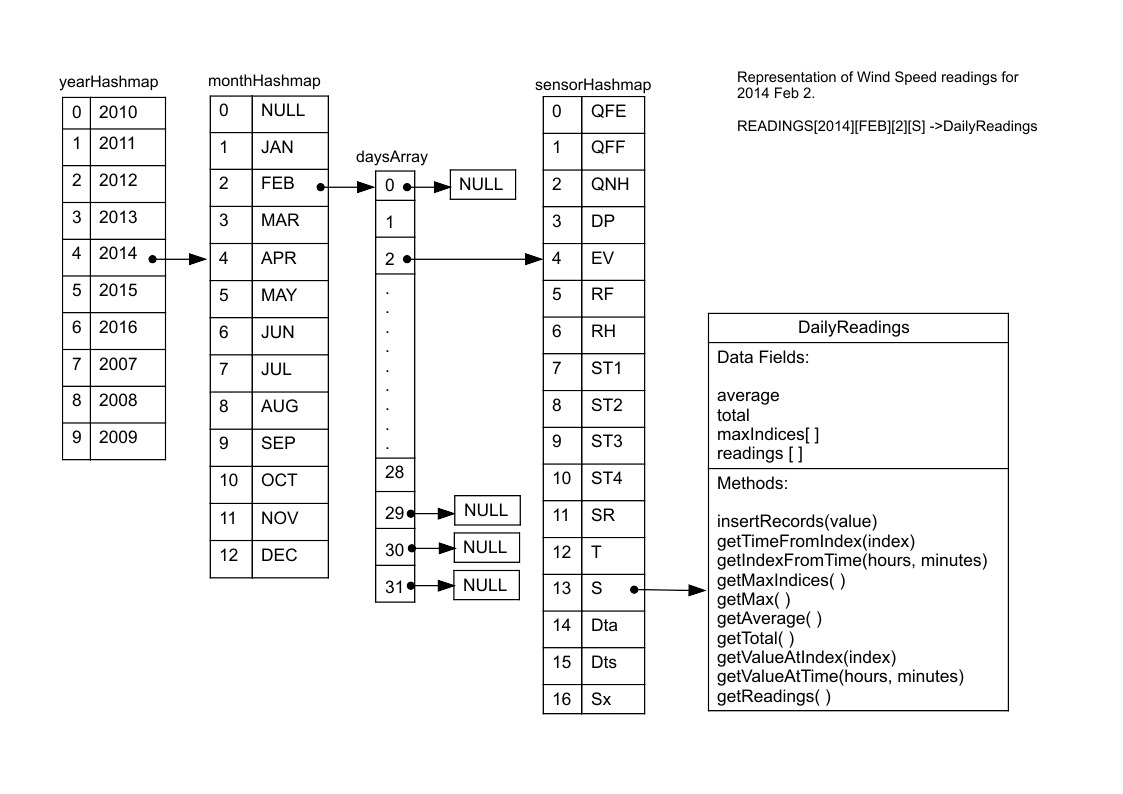 yearHashmap
0 2010
1 2011
2 2012
3 2013
4 2014
5 2015
6 2016
7 2007
8 2008
9 2009
monthHashmap
0 NULL
1 JAN
2 FEB
3 MAR
4 APR
5 MAY
6 JUN
7 JUL
8 AUG
9 SEP
10 OCT
11 NOV
12 DEC
daysArray
0 NULL
1
2
.
.
.
.
.
.
.
.
.
28
29 NULL
30 NULL
31 NULL
sensorHashmap
0 QFE
1 QFF
2 QNH
3 DP
4 EV
5 RF
6 RH
7 ST1
8 ST2
9 ST3
10 ST4
11 SR
12 T
13 S
14 Dta
15 Dts
16 Sx
Representation of Wind Speed readings for
2014 Feb 2.
READINGS[2014][FEB][2][S] ->DailyReadings
DailyReadings
Data Fields:
average
total
maxIndices[ ]
readings [ ]
Methods:
insertRecords(value)
getTimeFromIndex(index)
getIndexFromTime(hours, minutes)
getMaxIndices( )
getMax( )
getAverage( )
getTotal( )
getValueAtIndex(index)
getValueAtTime(hours, minutes)
getReadings( )